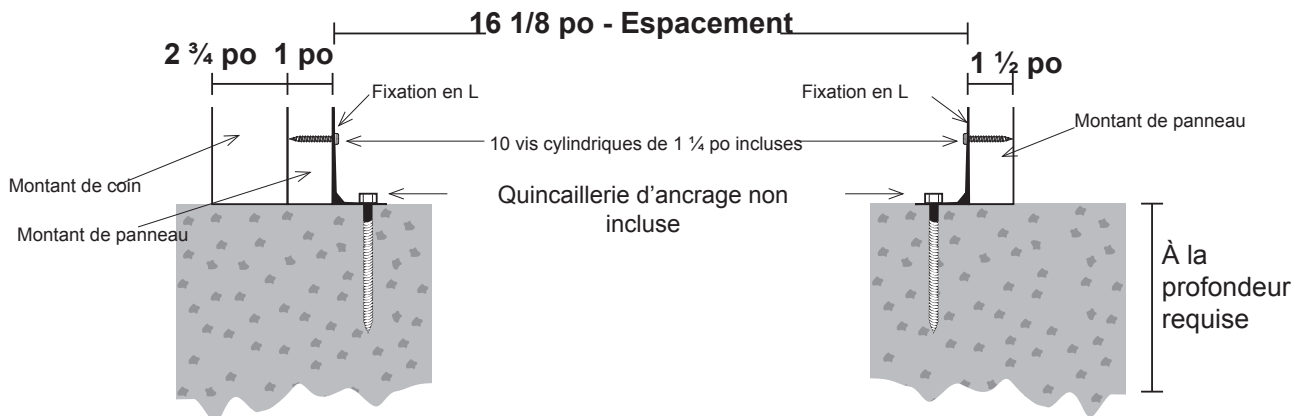 16 1/8 po - Espacement
2 ¾ po
1 po
1 ½ po
Fixation en L
Fixation en L
Montant de panneau
10 vis cylindriques de 1 ¼ po incluses
Montant de coin
Quincaillerie d’ancrage non
incluse
Montant de panneau
À la
profondeur
requise